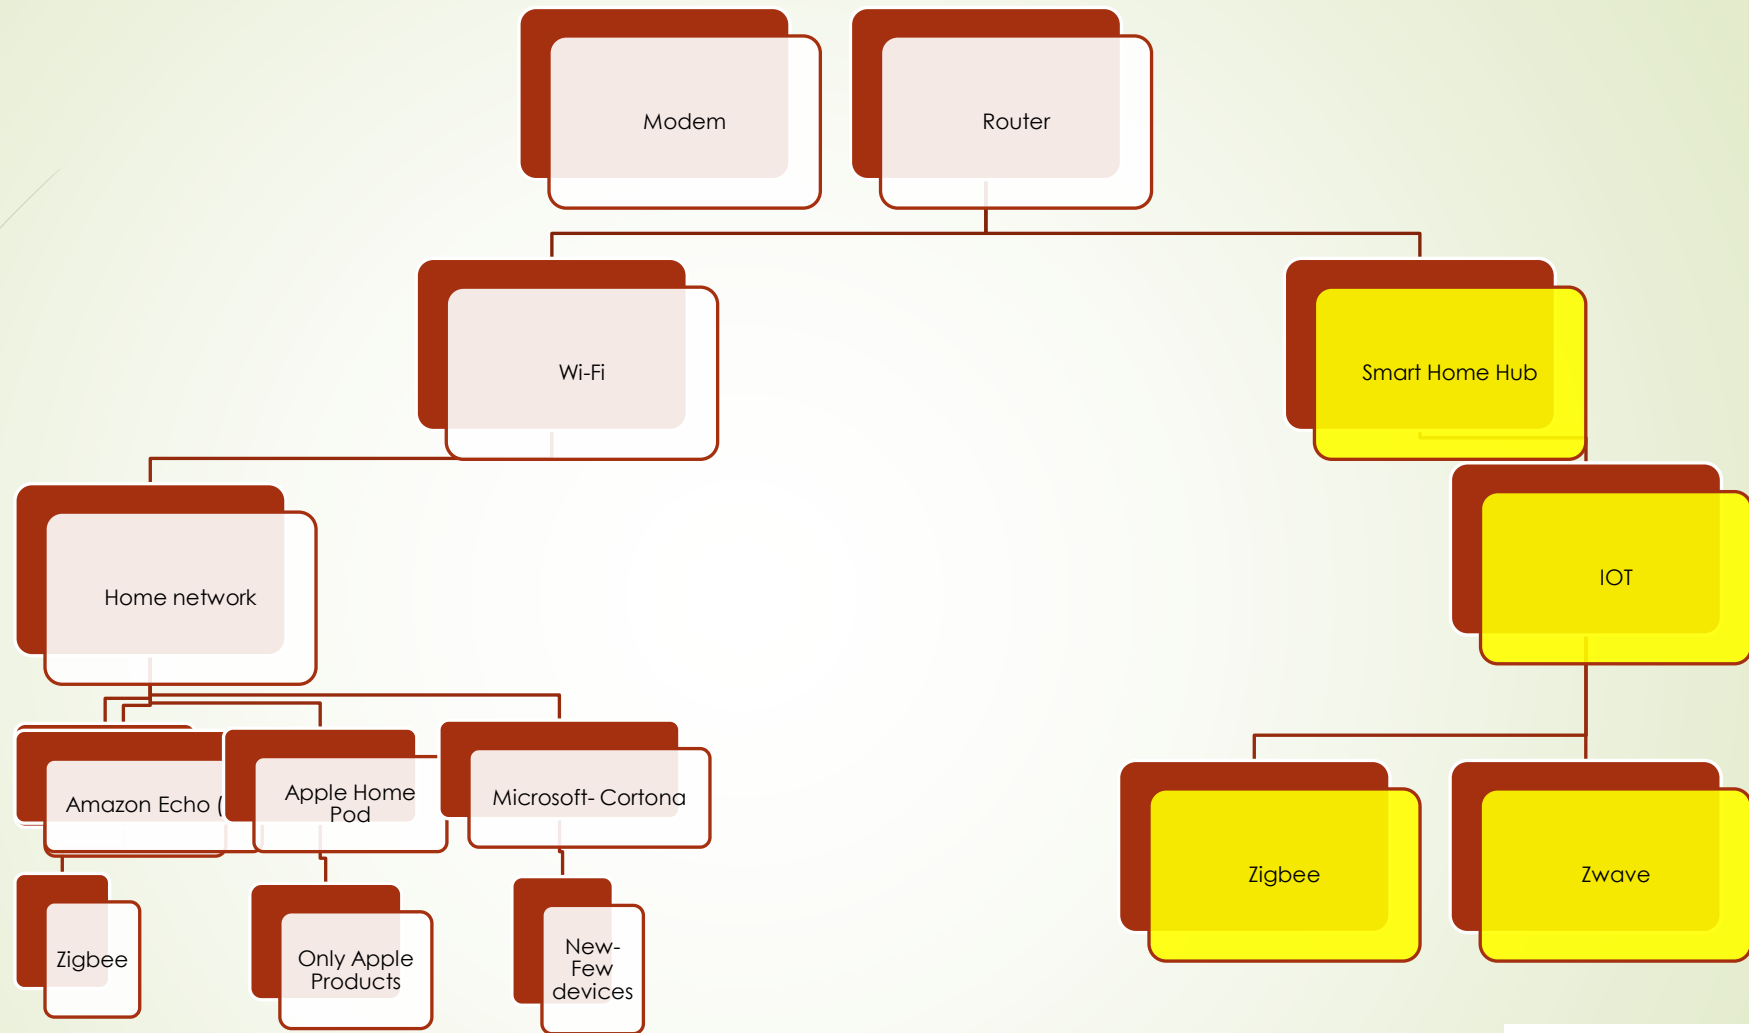 Modem
Router
Wi-Fi
Smart Home Hub
Home network
IOT
Amazon Echo (
Apple Home
Pod
Microsoft- Cortona
Zigbee
Only Apple
Products
New-
Few
devices
Zigbee
Zwave